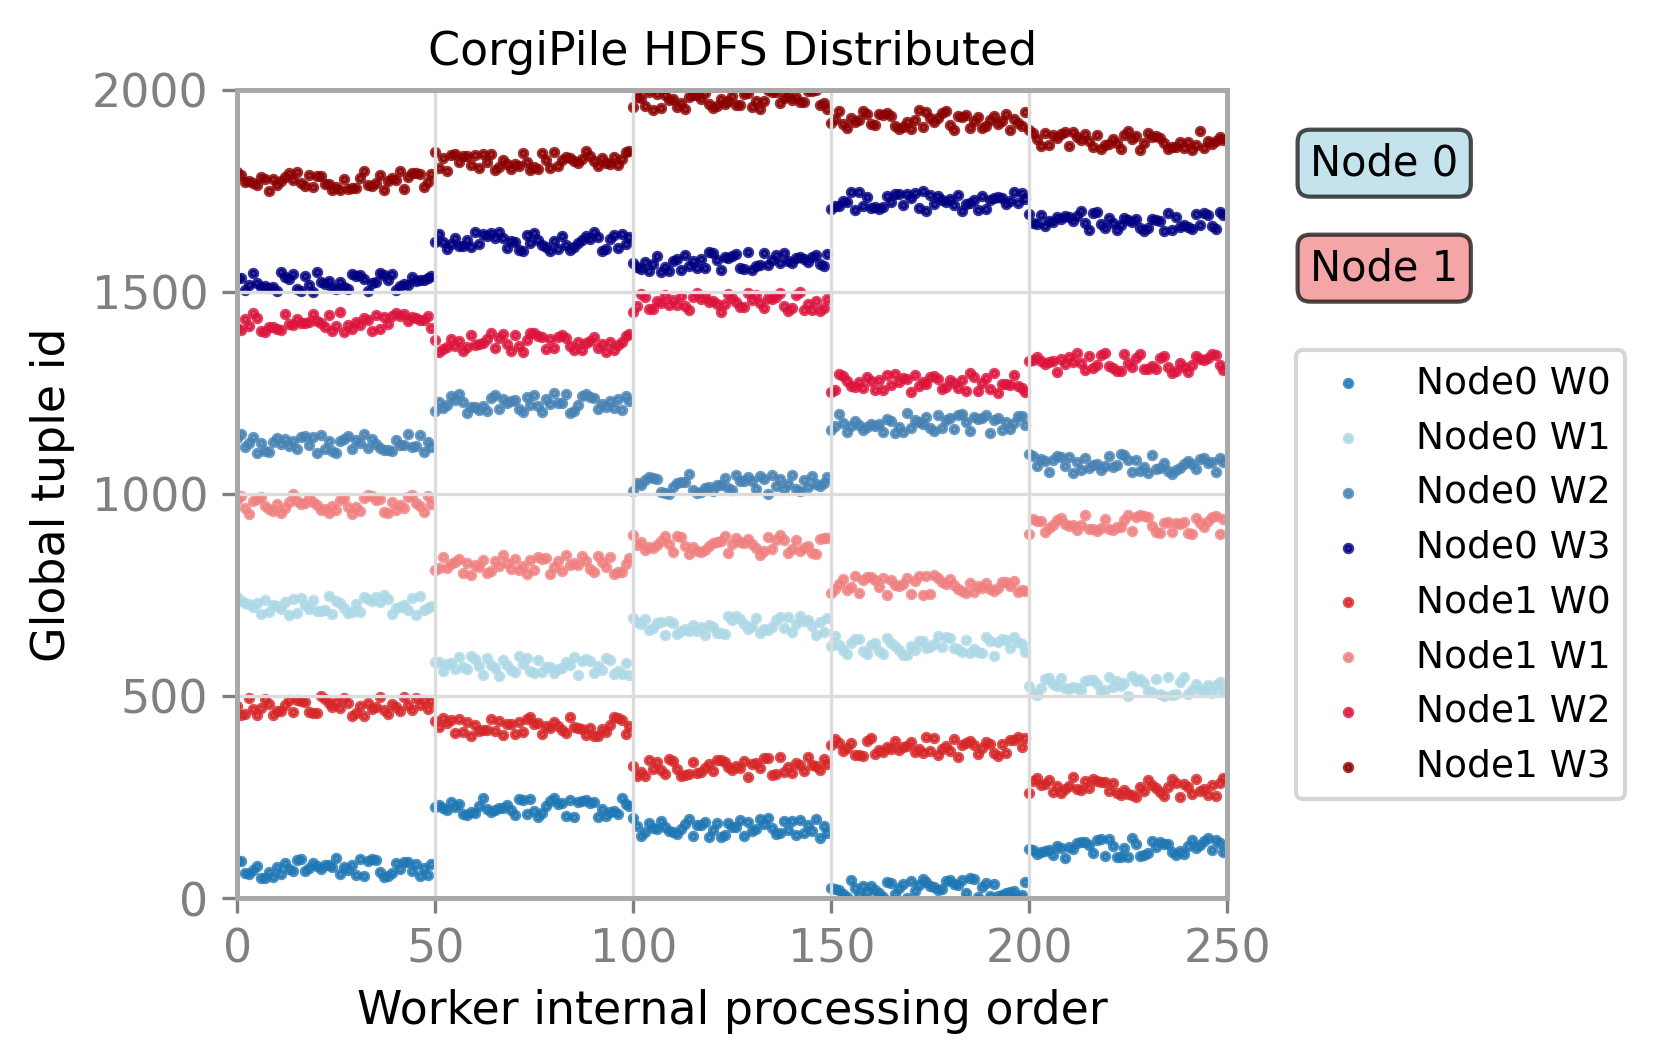 CorgiPile HDFS Distributed
2000
1500
1000
500
0
Global tuple id
0 50 100 150 200 250
Worker internal processing order
Node 0
Node 1
Node0 W0
Node0 W1
Node0 W2
Node0 W3
Node1 W0
Node1 W1
Node1 W2
Node1 W3